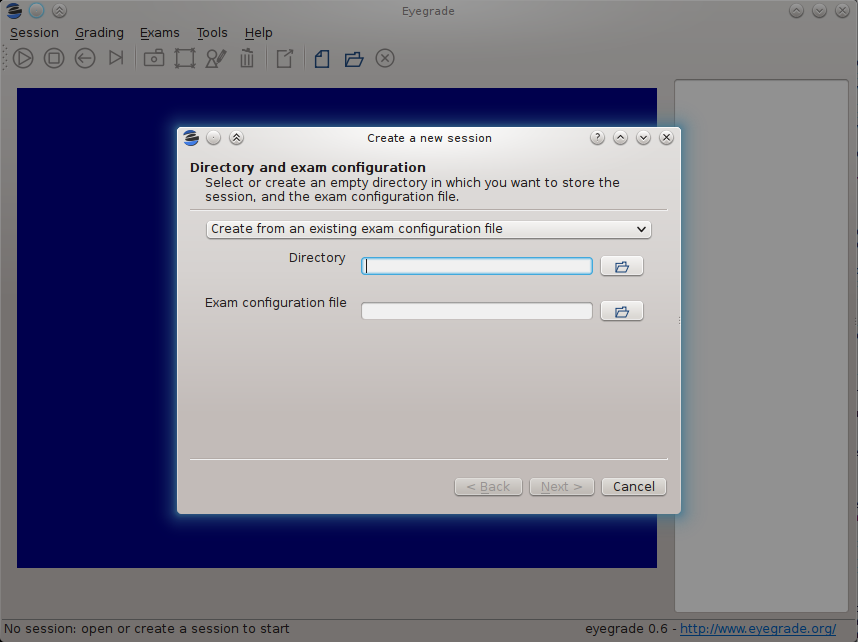 Eyegrade
Session Grading Exams Tools Help
Create a new session
Directory and exam configuration
Select or create an empty directory in which you want to store the
session, and the exam configuration file.
Create from an existing exam configuration file
Directory
Exam configuration file
< Back Next > Cancel
No session: open or create a session to start
eyegrade 0.6 - http://www.eyegrade.org/